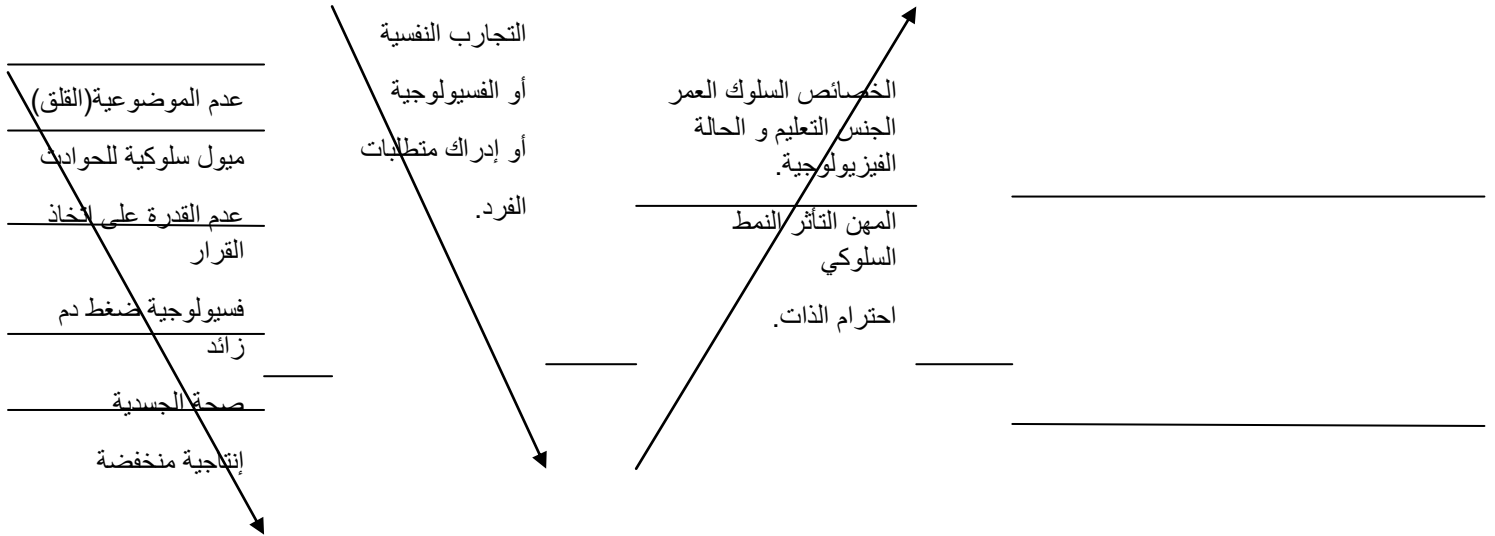 الخصائص السلوك العمر
الجنس التعليم و الحالة
الفيزيولوجية.
المهن التأثر النمط
السلوكي
احترام الذات.
التجارب النفسية
أو الفسيولوجية
أو إدراك متطلبات
الفرد.
عدم الموضوعية(القلق)
ميول سلوكية للحوادث
عدم القدرة على اتخاذ
القرار
فسيولوجية ضغط دم
زائد
صحة الجسدية
إنتاجية منخفضة